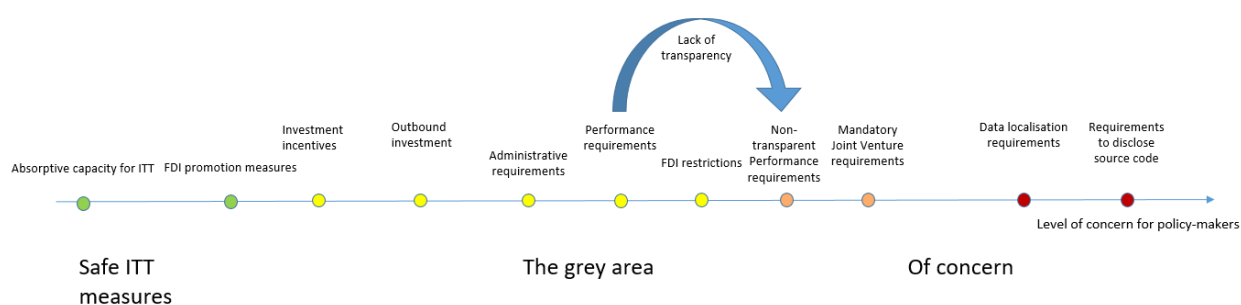 Lack of
transparency
Absorptive capacity for ITT
FDI promotion measures
Investment
incentives
Outbound
investment
Administrative
requirements
Performance
requirements
FDI restrictions
Non-
transparent
Performance
requirements
Mandatory
Joint Venture
requirements
Data localisation
requirements
Requirements
to disclose
source code
Level of concern for policy-makers
Safe ITT
measures
The grey area
Of concern